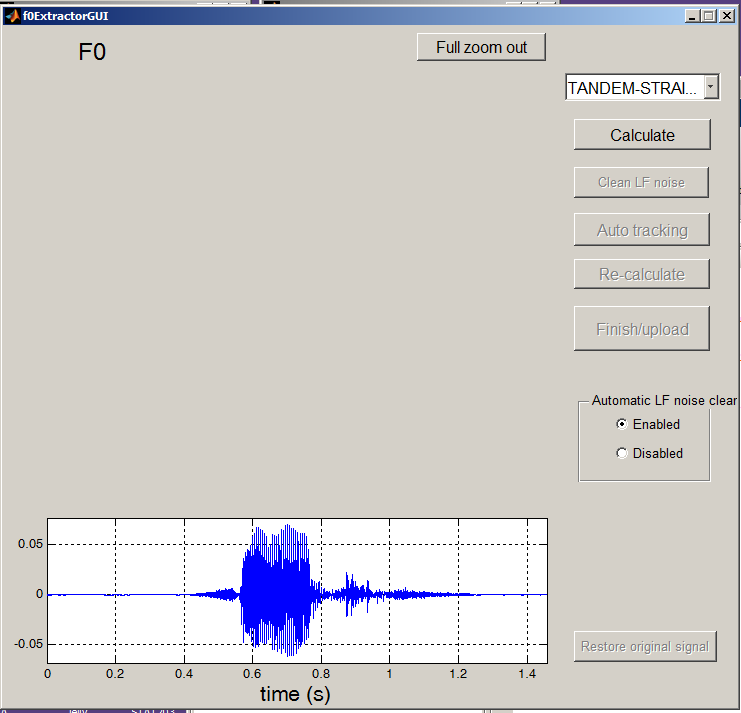 f0ExtractorGUI
F0
Full zoom out
TANDEM-STRAI...
Calculate
Clean LF noise
Auto tracking
Re-calculate
Finish/upload
Automatic LF noise clear
Enabled
Disabled
0.05
0
-0.05
0 0.2 0.4 0.6 0.8 1 1.2 1.4
time (s)
Restore original signal